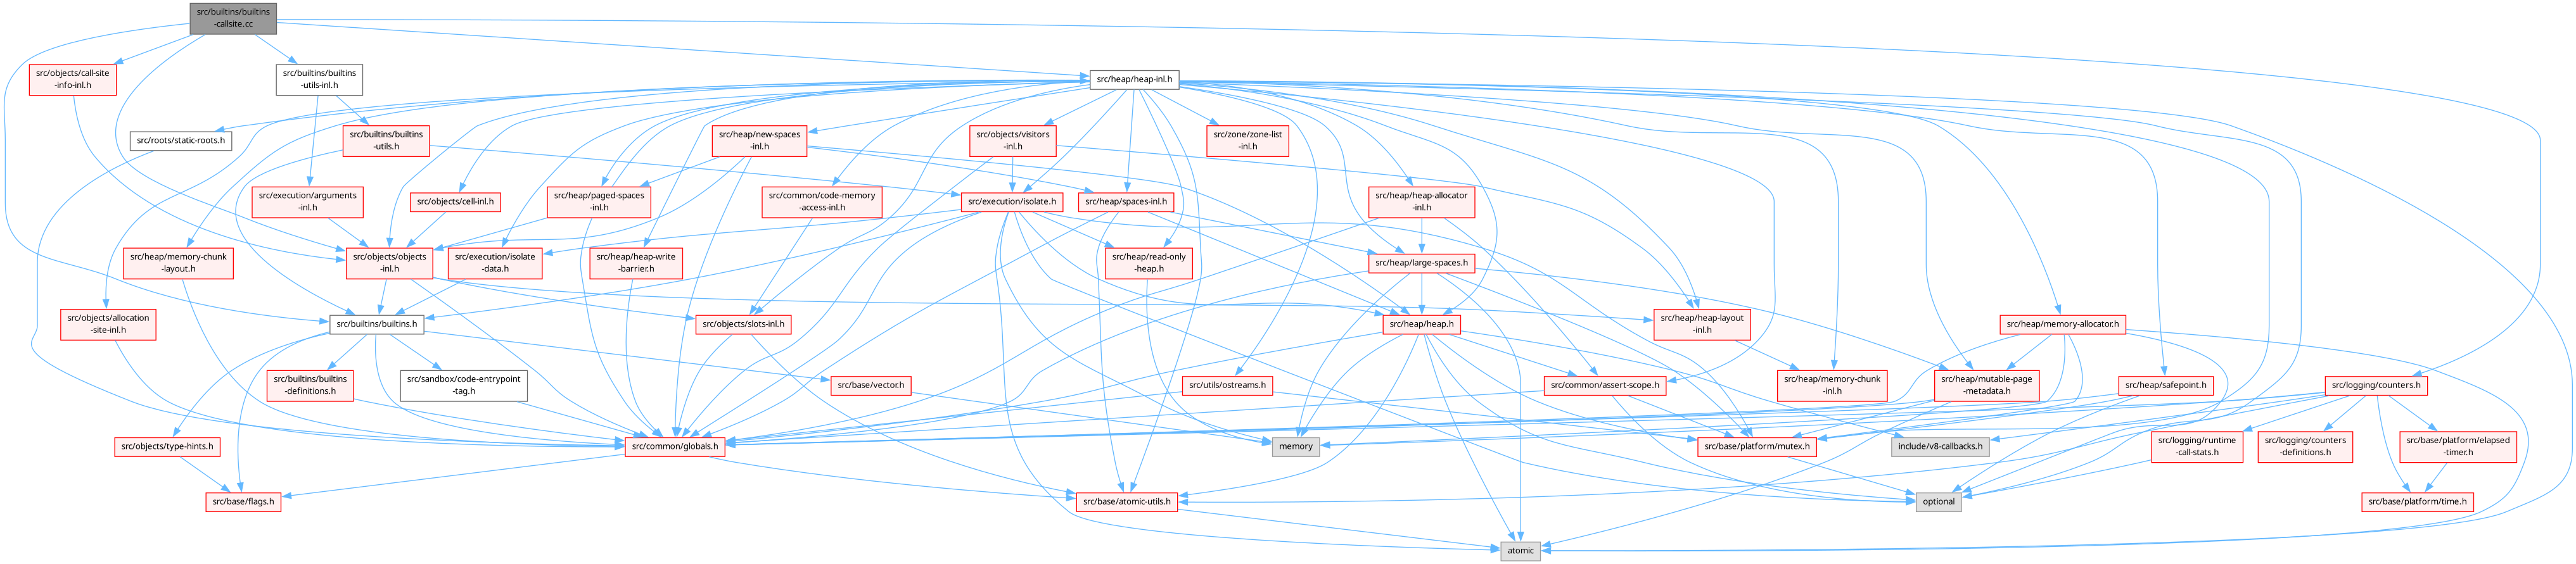 src/builtins/builtins
-callsite.cc
src/objects/call-site
-info-inl.h
src/builtins/builtins
-utils-inl.h
src/heap/heap-inl.h
src/roots/static-roots.h
src/builtins/builtins
-utils.h
src/heap/new-spaces
-inl.h
src/objects/visitors
-inl.h
src/zone/zone-list
-inl.h
src/execution/arguments
-inl.h
src/objects/cell-inl.h
src/heap/paged-spaces
-inl.h
src/common/code-memory
-access-inl.h
src/execution/isolate.h
src/heap/spaces-inl.h
src/heap/heap-allocator
-inl.h
src/heap/memory-chunk
-layout.h
src/objects/objects
-inl.h
src/execution/isolate
-data.h
src/heap/heap-write
-barrier.h
src/heap/read-only
-heap.h
src/heap/large-spaces.h
src/objects/allocation
-site-inl.h
src/builtins/builtins.h
src/objects/slots-inl.h
src/heap/heap.h
src/heap/heap-layout
-inl.h
src/heap/memory-allocator.h
src/builtins/builtins
-definitions.h
src/sandbox/code-entrypoint
-tag.h
src/base/vector.h
src/utils/ostreams.h
src/common/assert-scope.h
src/heap/memory-chunk
-inl.h
src/heap/mutable-page
-metadata.h
src/heap/safepoint.h
src/logging/counters.h
src/objects/type-hints.h
src/common/globals.h
memory
src/base/platform/mutex.h
include/v8-callbacks.h
src/logging/runtime
-call-stats.h
src/logging/counters
-definitions.h
src/base/platform/elapsed
-timer.h
src/base/flags.h
src/base/atomic-utils.h
optional
src/base/platform/time.h
atomic